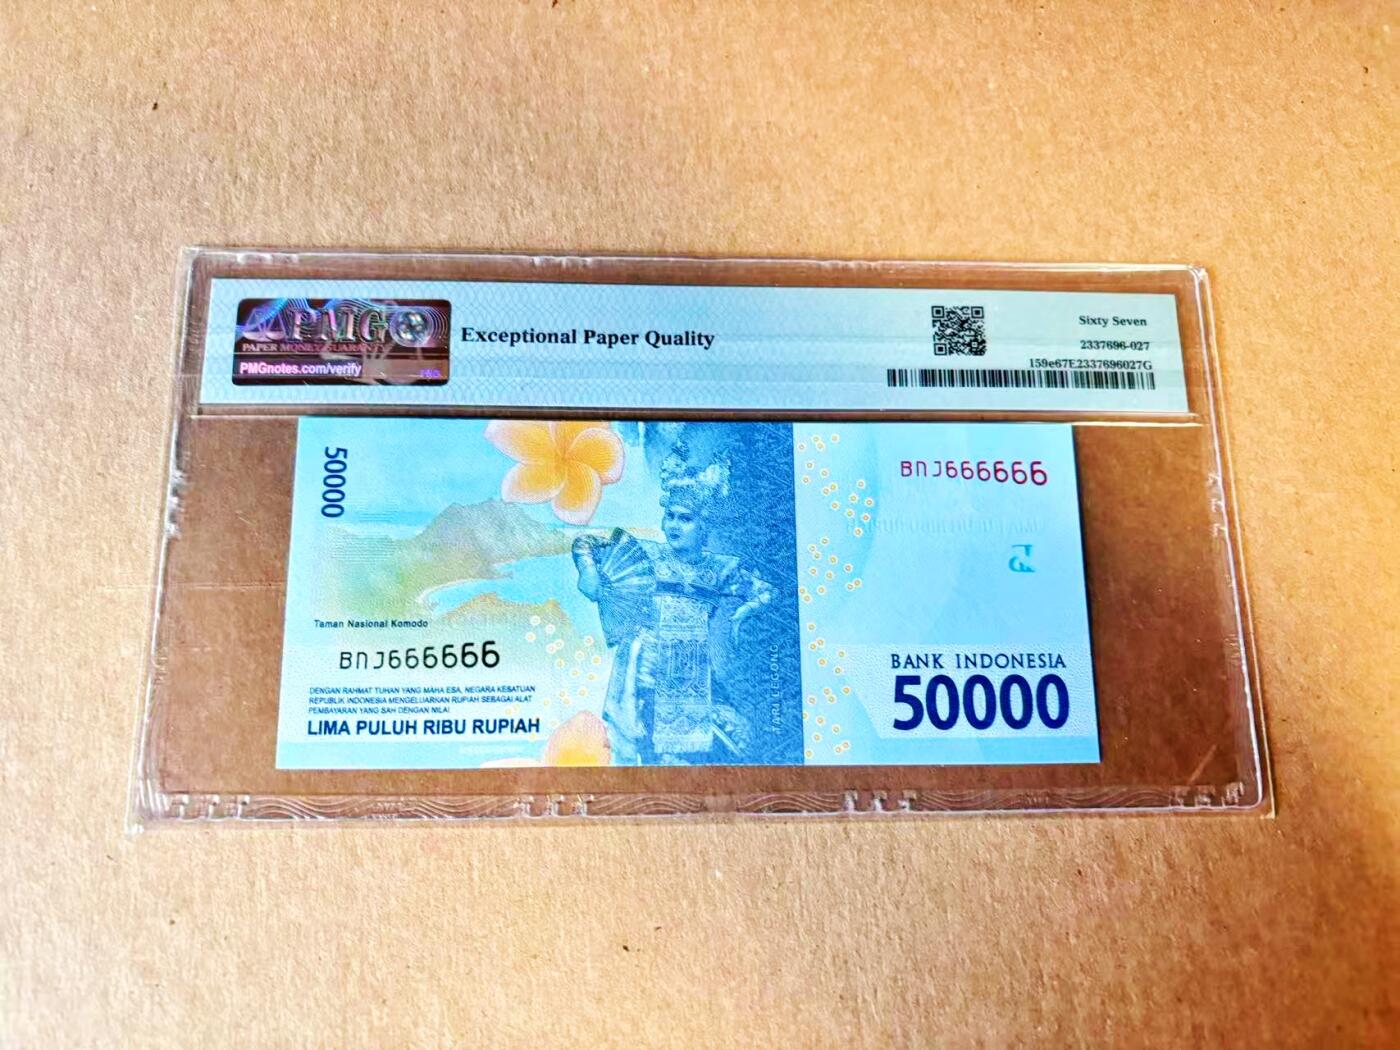 PMG
PAPER MONEY GUARANTY
PMGnotes.com/verify
PMG
Exceptional Paper Quality
Sixty Seven
2337696-027
159e67E2337696027G
50000
BNJ666666
Taman Nasional Komodo
BNJ666666
DENGAN RAHMAT TUHAN YANG MAHA ESA, NEGARA KESATUAN
REPUBLIK INDONESIA MENGELUARKAN RUPIAH SEBAGAI ALAT
PEMBAYARAN YANG SAH DENGAN NILAI
LIMA PULUH RIBU RUPIAH
TARI LEGONG
BANK INDONESIA
50000